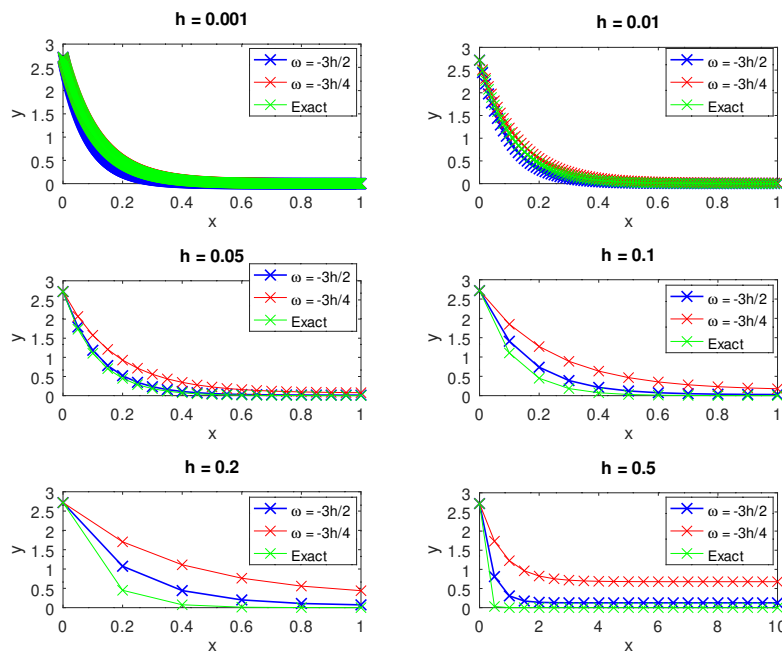 h = 0.001
3
2.5
2
1.5
1
0.5
0
y
0 0.2 0.4 0.6 0.8 1
x
ω = -3h/2
ω = -3h/4
Exact
h = 0.01
3
2.5
2
1.5
1
0.5
0
y
0 0.2 0.4 0.6 0.8 1
x
ω = -3h/2
ω = -3h/4
Exact
h = 0.05
3
2.5
2
1.5
1
0.5
0
y
0 0.2 0.4 0.6 0.8 1
x
ω = -3h/2
ω = -3h/4
Exact
h = 0.1
3
2.5
2
1.5
1
0.5
0
y
0 0.2 0.4 0.6 0.8 1
x
ω = -3h/2
ω = -3h/4
Exact
h = 0.2
3
2.5
2
1.5
1
0.5
0
y
0 0.2 0.4 0.6 0.8 1
x
ω = -3h/2
ω = -3h/4
Exact
h = 0.5
3
2.5
2
1.5
1
0.5
0
y
0 2 4 6 8 10
x
ω = -3h/2
ω = -3h/4
Exact